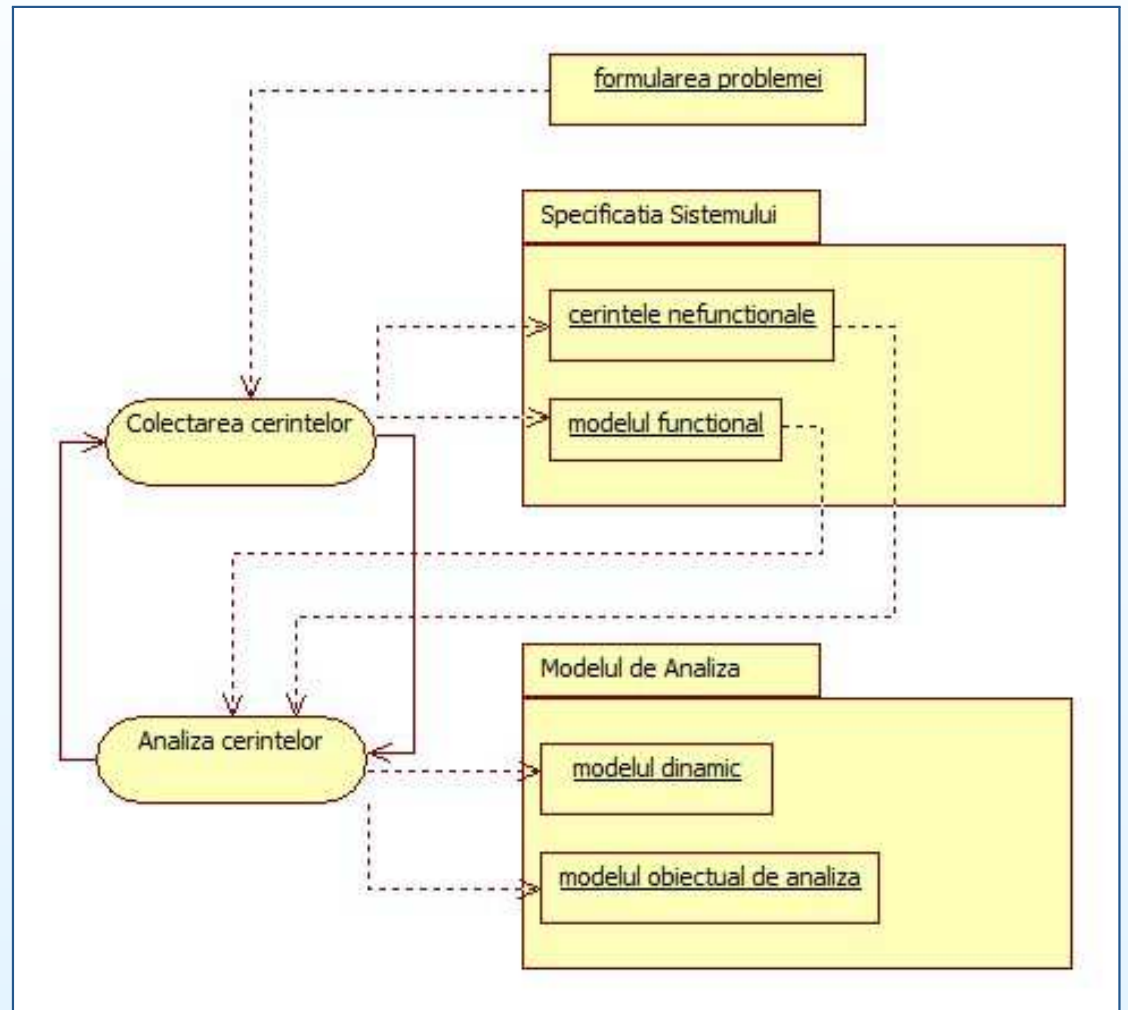 formularea problemei
Specificatia Sistemului
cerintele nefunctionale
Colectarea cerintelor
modelul functional
Modelul de Analiza
Analiza cerintelor
modelul dinamic
modelul obiectual de analiza